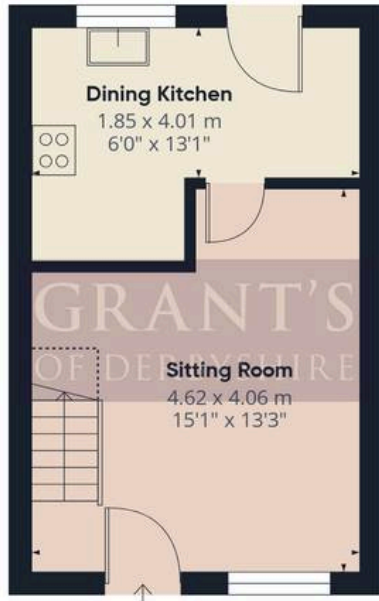 Dining Kitchen
1.85 x 4.01 m
6'0" x 13'1"
GRANT'S
OF DERBYSHIRE
Sitting Room
4.62 x 4.06 m
15'1" x 13'3"